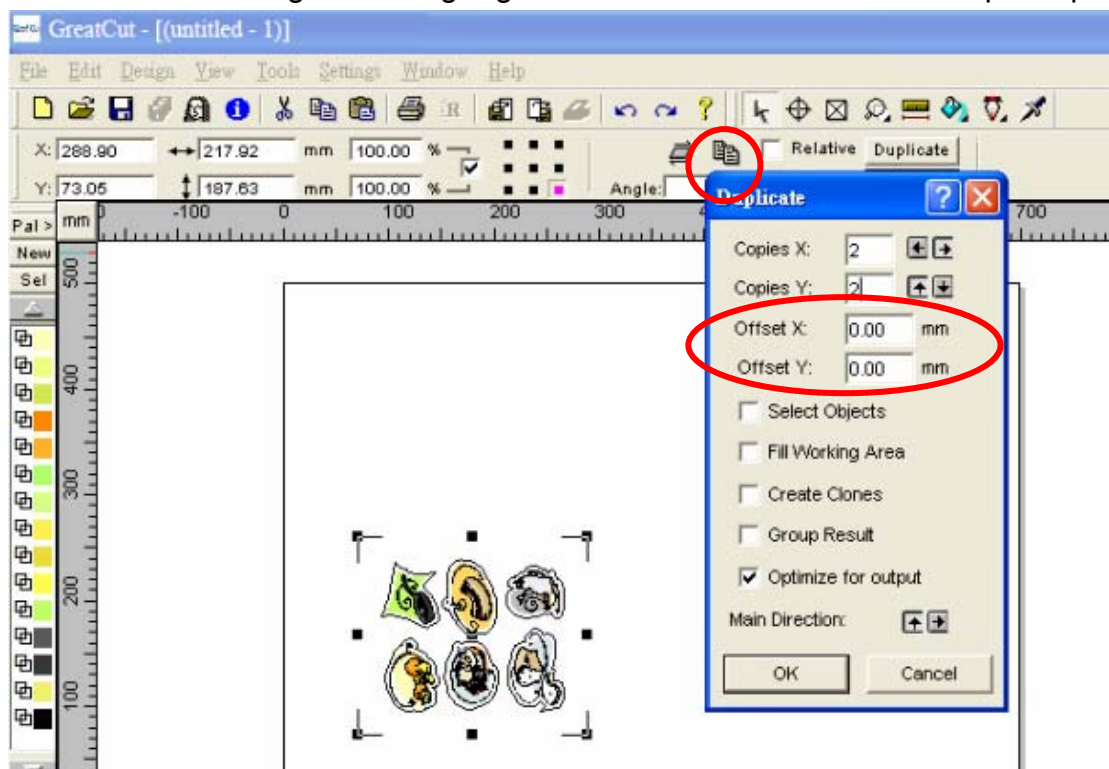 GreatCut - [(untitled - 1)]
File Edit Design View Tools Settings Window Help
X: 288.90 217.92 mm 100.00 % Relative Duplicate
Y: 73.05 187.63 mm 100.00 % Angle:
Duplicate
Pal > mm -100 0 100 200 300 700
New
Sel
500
400
300
200
100
Copies X: 2
Copies Y: 2
Offset X: 0.00 mm
Offset Y: 0.00 mm
Select Objects
Fill Working Area
Create Clones
Group Result
Optimize for output
Main Direction:
OK Cancel